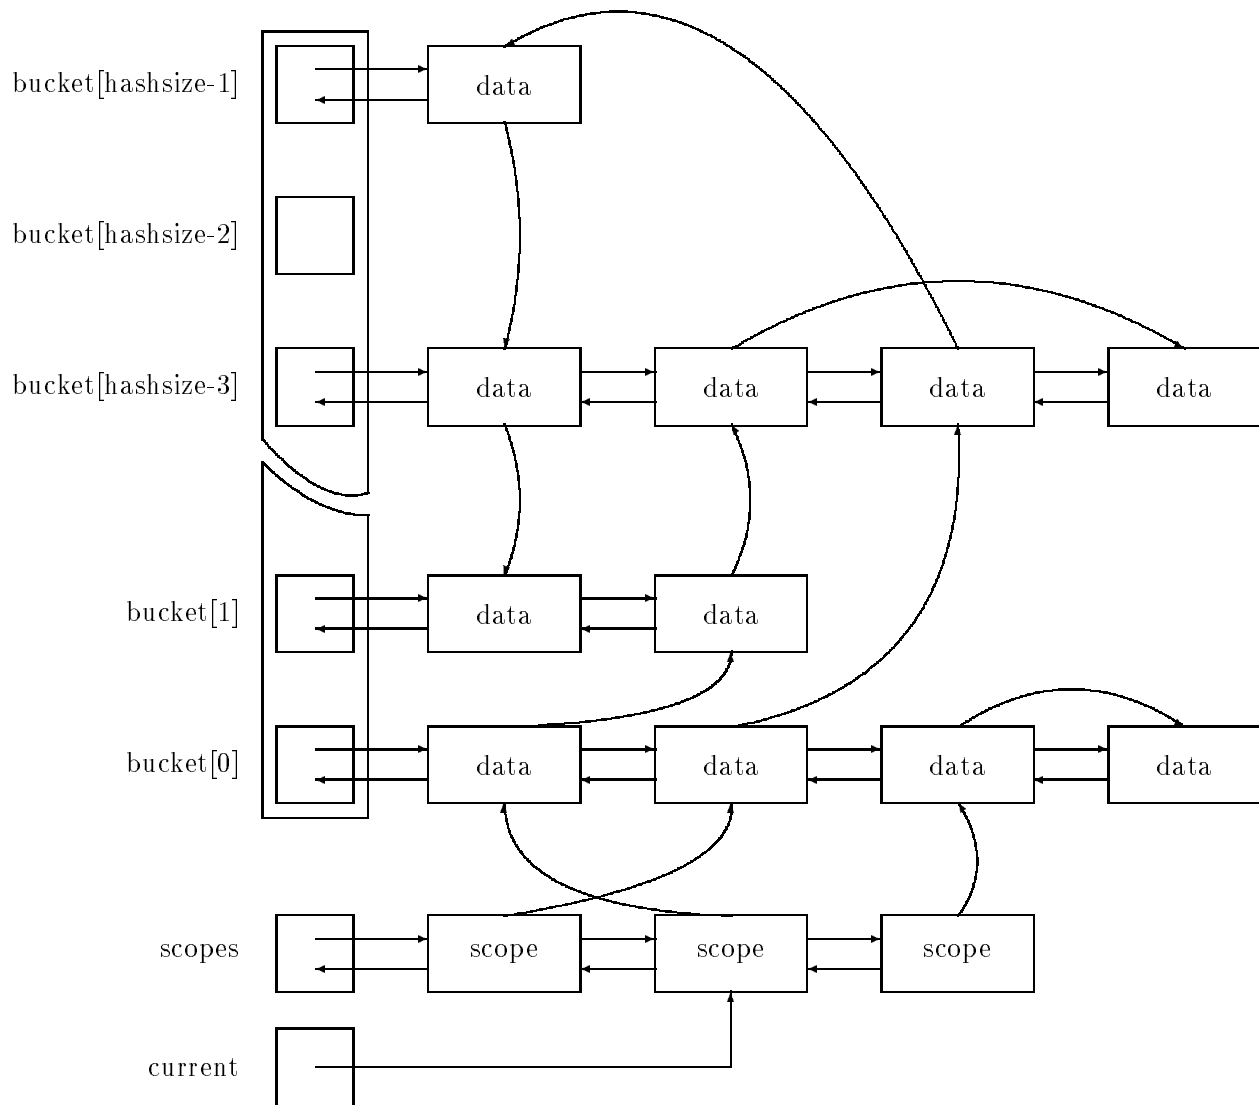 bucket[hashsize-1] data
bucket[hashsize-2]
bucket[hashsize-3] data data data data
bucket[1] data data
bucket[0] data data data data
scopes scope scope scope
current